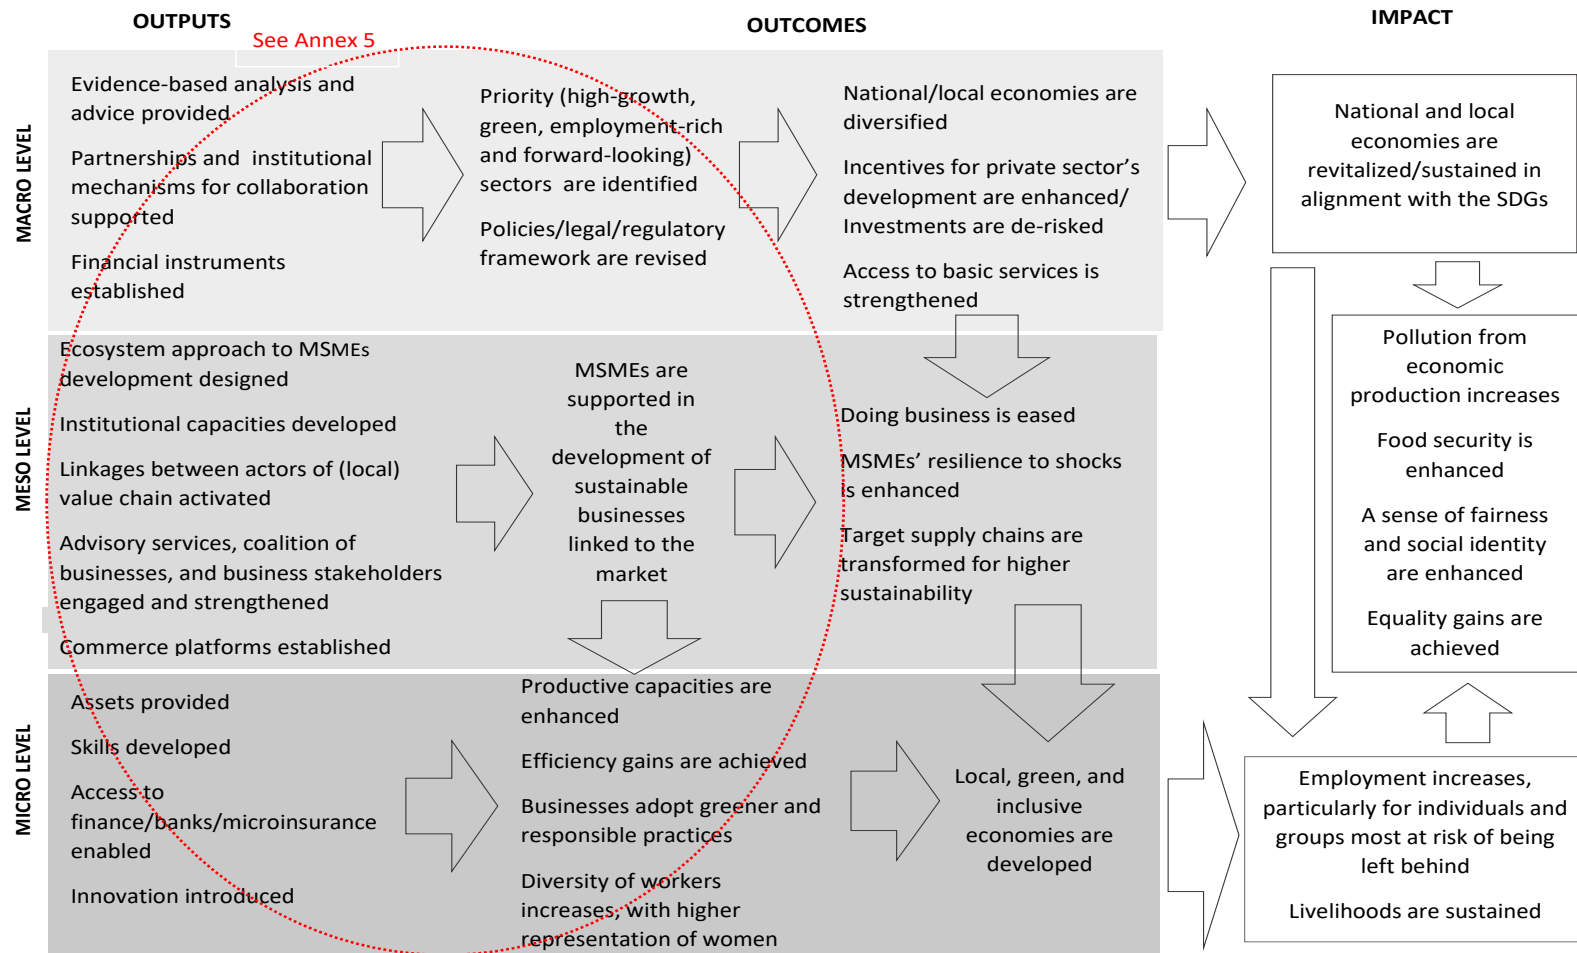 OUTPUTS
OUTCOMES
IMPACT
See Annex 5
MACRO LEVEL
Evidence-based analysis and
advice provided
Partnerships and institutional
mechanisms for collaboration
supported
Financial instruments
established
Priority (high-growth,
green, employment-rich
and forward-looking)
sectors are identified
Policies/legal/regulatory
framework are revised
National/local economies are
diversified
Incentives for private sector's
development are enhanced/
Investments are de-risked
Access to basic services is
strengthened
National and local
economies are
revitalized/sustained in
alignment with the SDGs
MESO LEVEL
Ecosystem approach to MSMEs
development designed
Institutional capacities developed
Linkages between actors of (local)
value chain activated
Advisory services, coalition of
businesses, and business stakeholders
engaged and strengthened
Commerce platforms established
MSMEs are
supported in
the
development of
sustainable
businesses
linked to the
market
Doing business is eased
MSMEs' resilience to shocks
is enhanced
Target supply chains are
transformed for higher
sustainability
Pollution from
economic
production increases
Food security is
enhanced
A sense of fairness
and social identity
are enhanced
Equality gains are
achieved
MICRO LEVEL
Assets provided
Skills developed
Access to
finance/banks/microinsurance
enabled
Innovation introduced
Productive capacities are
enhanced
Efficiency gains are achieved
Businesses adopt greener and
responsible practices
Diversity of workers
increases, with higher
representation of women
Local, green, and
inclusive
economies are
developed
Employment increases,
particularly for individuals and
groups most at risk of being
left behind
Livelihoods are sustained